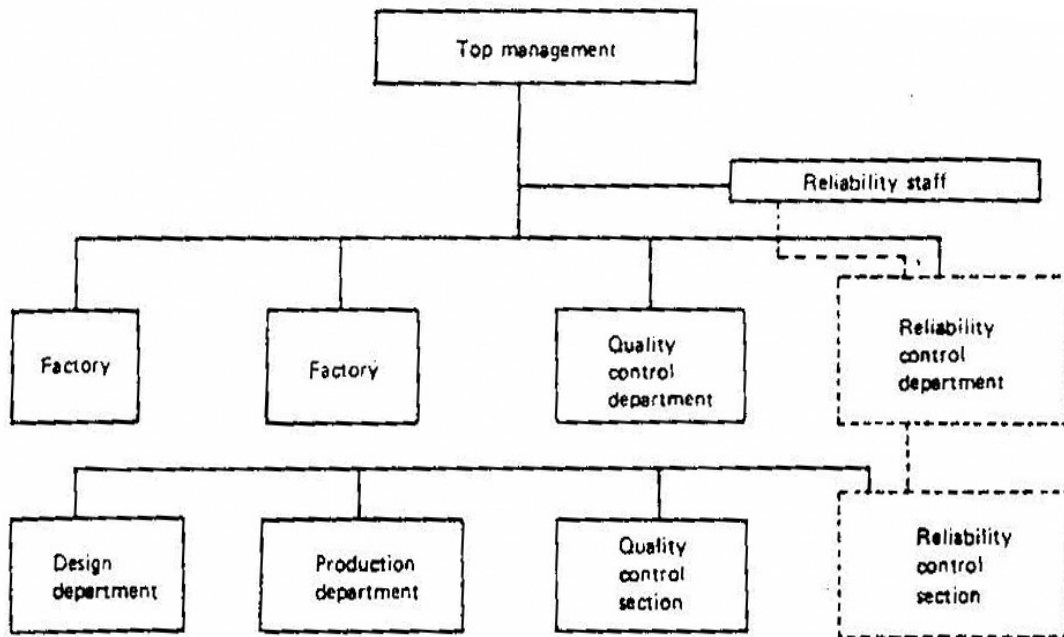 Top management
Reliability staff
Factory
Factory
Quality
control
department
Reliability
control
department
Design
department
Production
department
Quality
control
section
Reliability
control
section